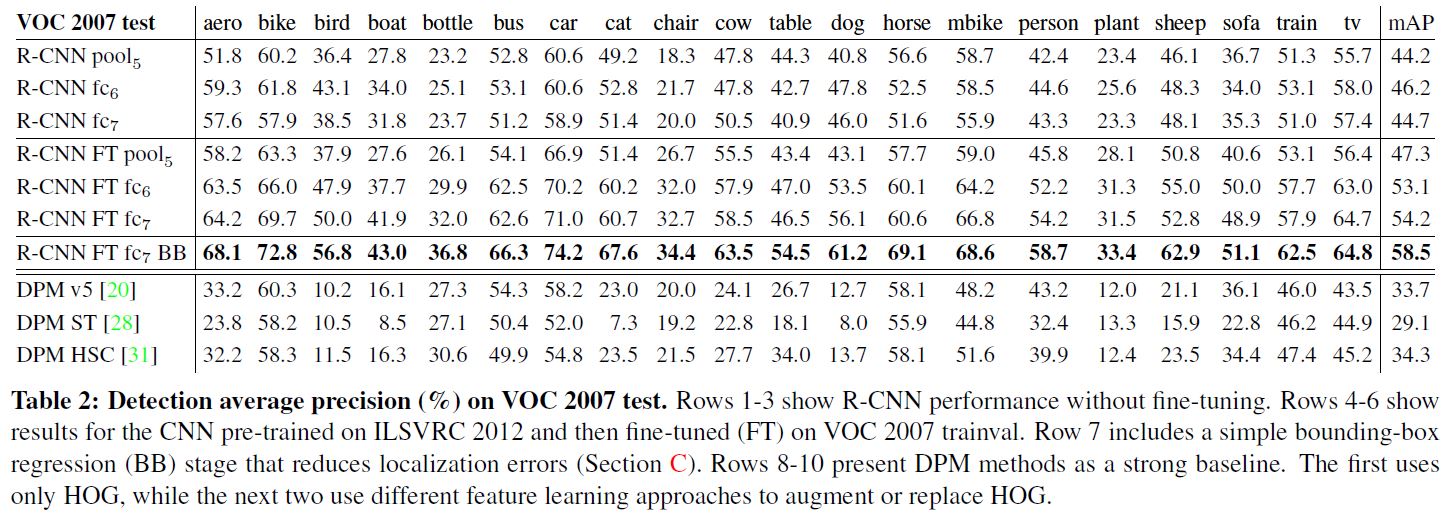 VOC 2007 test aero bike bird boat bottle bus car cat chair cow table dog horse mbike person plant sheep sofa train tv mAP
R-CNN pool5 51.8 60.2 36.4 27.8 23.2 52.8 60.6 49.2 18.3 47.8 44.3 40.8 56.6 58.7 42.4 23.4 46.1 36.7 51.3 55.7 44.2
R-CNN fc6 59.3 61.8 43.1 34.0 25.1 53.1 60.6 52.8 21.7 47.8 42.7 47.8 52.5 58.5 44.6 25.6 48.3 34.0 53.1 58.0 46.2
R-CNN fc7 57.6 57.9 38.5 31.8 23.7 51.2 58.9 51.4 20.0 50.5 40.9 46.0 51.6 55.9 43.3 23.3 48.1 35.3 51.0 57.4 44.7
R-CNN FT pool5 58.2 63.3 37.9 27.6 26.1 54.1 66.9 51.4 26.7 55.5 43.4 43.1 57.7 59.0 45.8 28.1 50.8 40.6 53.1 56.4 47.3
R-CNN FT fc6 63.5 66.0 47.9 37.7 29.9 62.5 70.2 60.2 32.0 57.9 47.0 53.5 60.1 64.2 52.2 31.3 55.0 50.0 57.7 63.0 53.1
R-CNN FT fc7 64.2 69.7 50.0 41.9 32.0 62.6 71.0 60.7 32.7 58.5 46.5 56.1 60.6 66.8 54.2 31.5 52.8 48.9 57.9 64.7 54.2
R-CNN FT fc7 BB 68.1 72.8 56.8 43.0 36.8 66.3 74.2 67.6 34.4 63.5 54.5 61.2 69.1 68.6 58.7 33.4 62.9 51.1 62.5 64.8 58.5
DPM v5 [20] 33.2 60.3 10.2 16.1 27.3 54.3 58.2 23.0 20.0 24.1 26.7 12.7 58.1 48.2 43.2 12.0 21.1 36.1 46.0 43.5 33.7
DPM ST [28] 23.8 58.2 10.5 8.5 27.1 50.4 52.0 7.3 19.2 22.8 18.1 8.0 55.9 44.8 32.4 13.3 15.9 22.8 46.2 44.9 29.1
DPM HSC [31] 32.2 58.3 11.5 16.3 30.6 49.9 54.8 23.5 21.5 27.7 34.0 13.7 58.1 51.6 39.9 12.4 23.5 34.4 47.4 45.2 34.3
Table 2: Detection average precision (%) on VOC 2007 test. Rows 1-3 show R-CNN performance without fine-tuning. Rows 4-6 show
results for the CNN pre-trained on ILSVRC 2012 and then fine-tuned (FT) on VOC 2007 trainval. Row 7 includes a simple bounding-box
regression (BB) stage that reduces localization errors (Section C). Rows 8-10 present DPM methods as a strong baseline. The first uses
only HOG, while the next two use different feature learning approaches to augment or replace HOG.